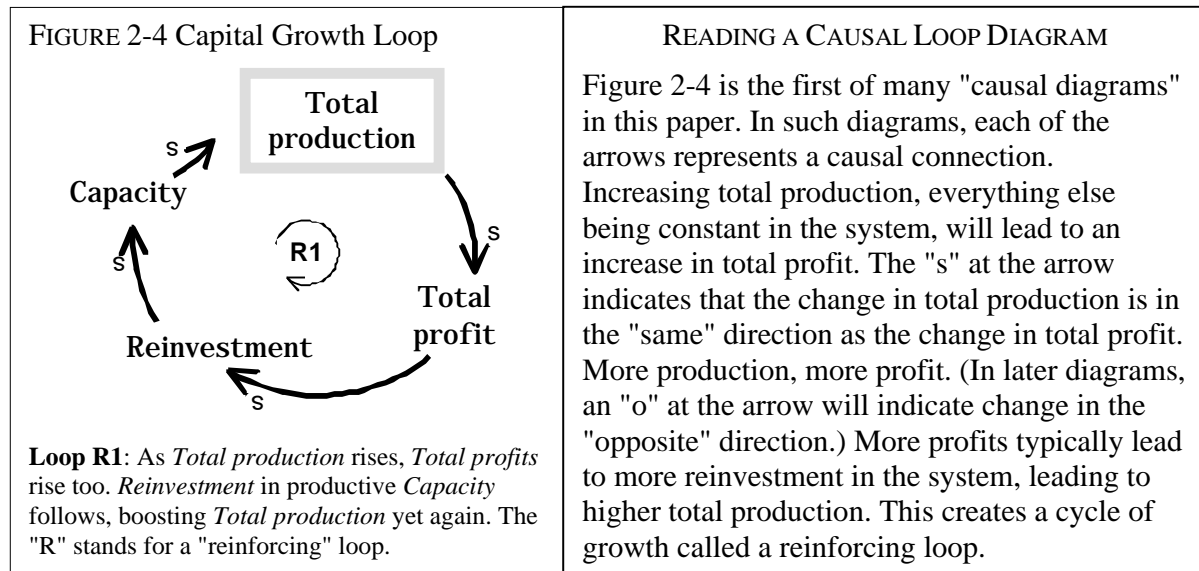 FIGURE 2-4 Capital Growth Loop
Total
production
s
Capacity
s
R1
s
Total
profit
Reinvestment
s
Loop R1: As Total production rises, Total profits
rise too. Reinvestment in productive Capacity
follows, boosting Total production yet again. The
"R" stands for a "reinforcing" loop.
READING A CAUSAL LOOP DIAGRAM
Figure 2-4 is the first of many "causal diagrams"
in this paper. In such diagrams, each of the
arrows represents a causal connection.
Increasing total production, everything else
being constant in the system, will lead to an
increase in total profit. The "s" at the arrow
indicates that the change in total production is in
the "same" direction as the change in total profit.
More production, more profit. (In later diagrams,
an "o" at the arrow will indicate change in the
"opposite" direction.) More profits typically lead
to more reinvestment in the system, leading to
higher total production. This creates a cycle of
growth called a reinforcing loop.